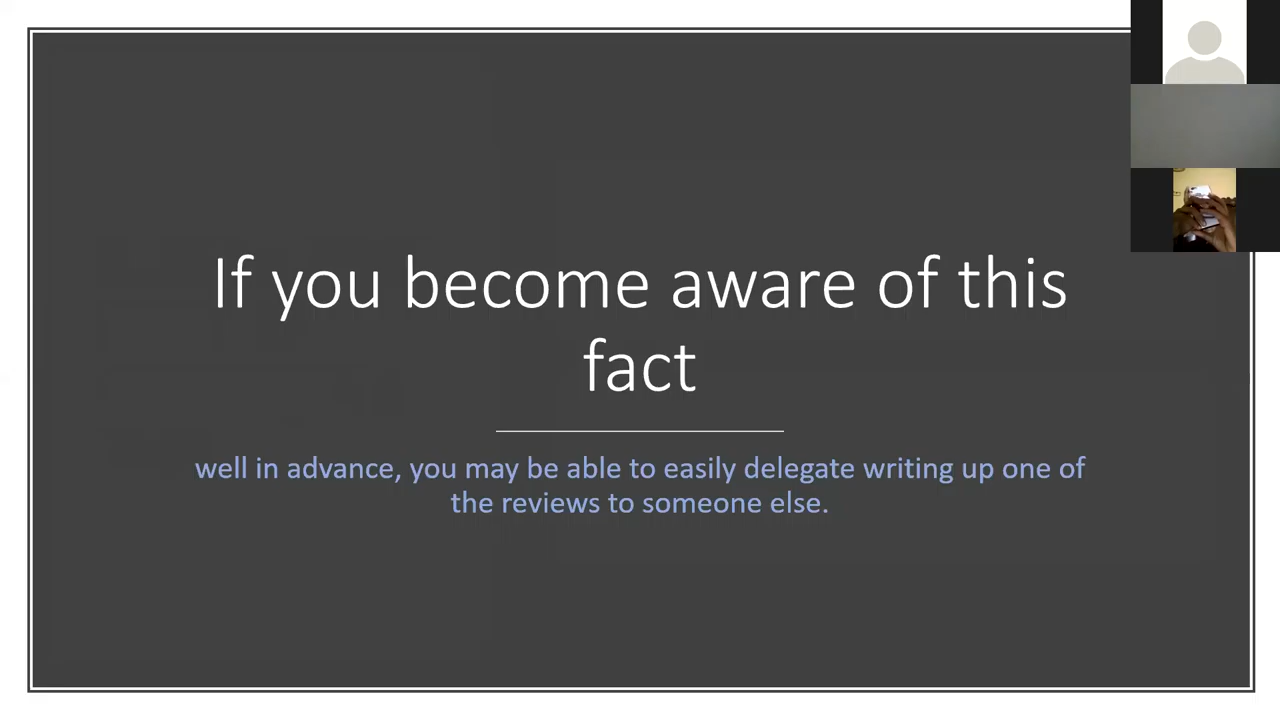 If you become aware of this
fact
well in advance, you may be able to easily delegate writing up one of
the reviews to someone else.